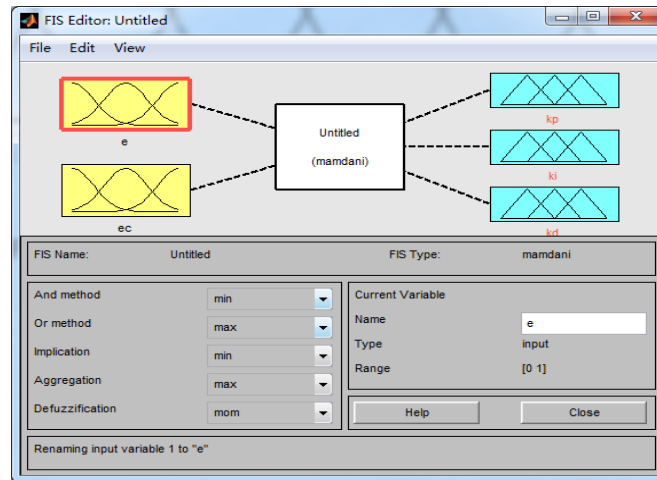 FIS Editor: Untitled
File Edit View
e
ec
Untitled
(mamdani)
kp
ki
kd
FIS Name: Untitled FIS Type: mamdani
And method min
Or method max
Implication min
Aggregation max
Defuzzification mom
Current Variable
Name e
Type input
Range [0 1]
Help Close
Renaming input variable 1 to "e"